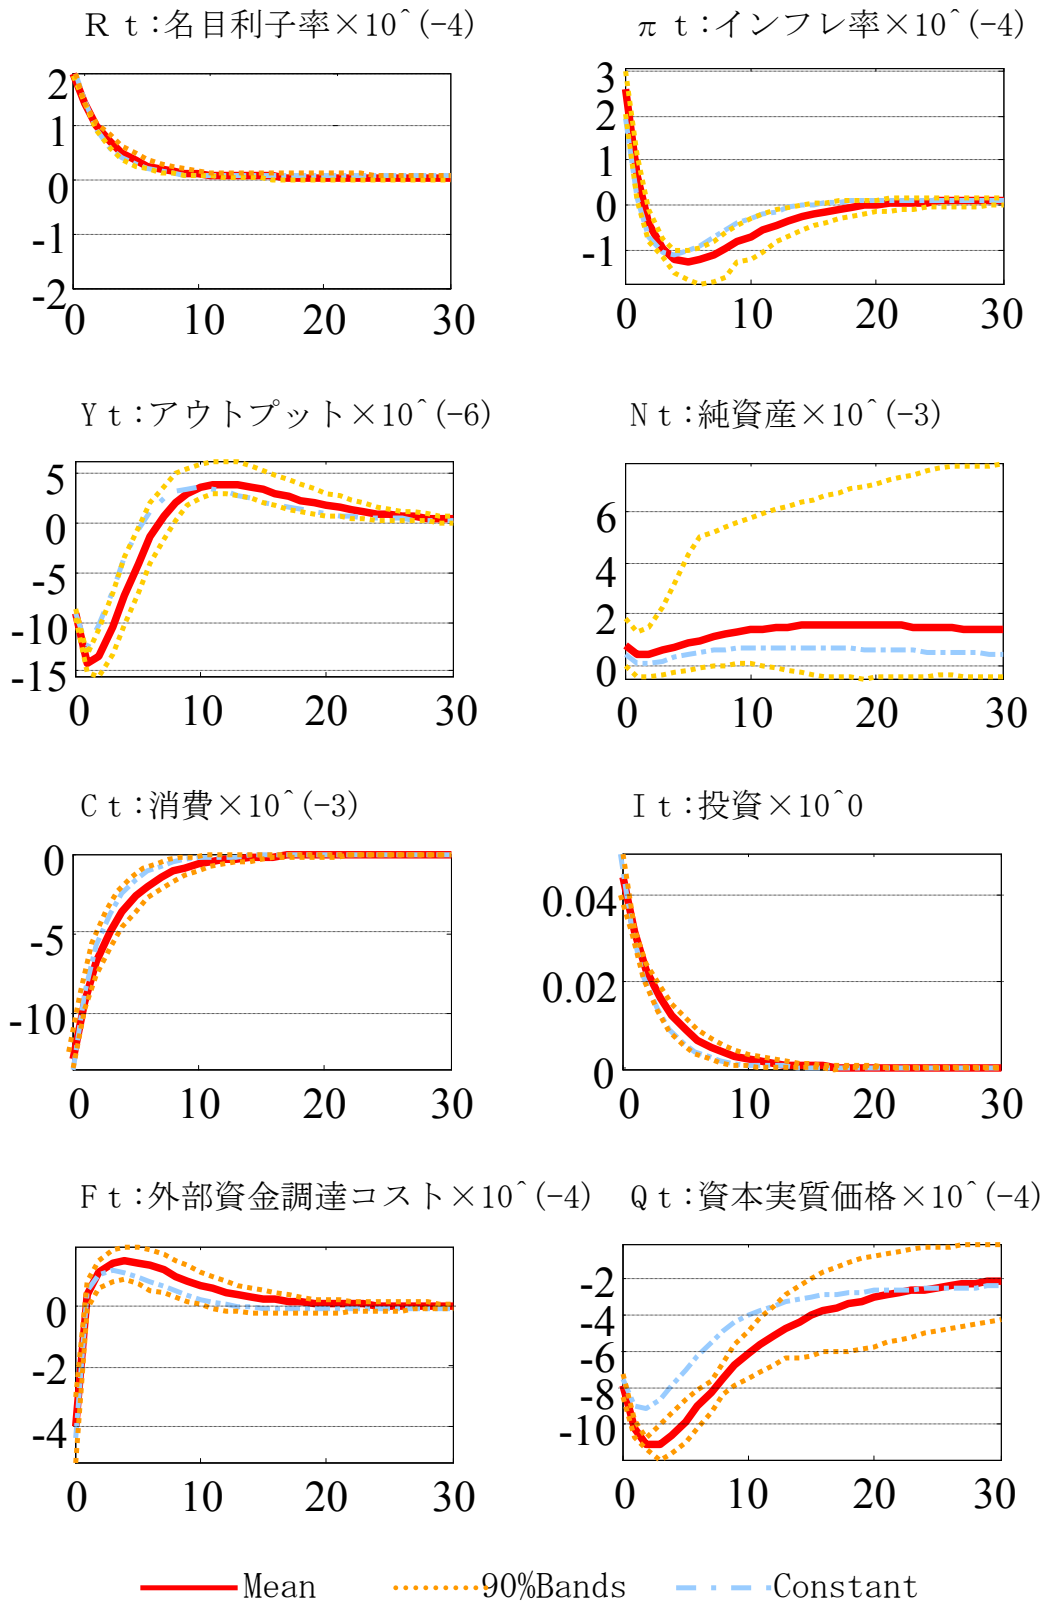 R t:名目利子率×10^(-4)
2
1
0
-1
-2
0 10 20 30
π t:インフレ率×10^(-4)
3
2
1
0
-1
0 10 20 30
Y t:アウトプット×10^(-6)
5
0
-5
-10
-15
0 10 20 30
N t:純資産×10^(-3)
6
4
2
0
0 10 20 30
C t:消費×10^(-3)
0
-5
-10
0 10 20 30
I t:投資×10^0
0.04
0.02
0
0 10 20 30
F t:外部資金調達コスト×10^(-4)
0
-2
-4
0 10 20 30
Q t:資本実質価格×10^(-4)
-2
-4
-6
-8
-10
0 10 20 30
Mean 90%Bands Constant